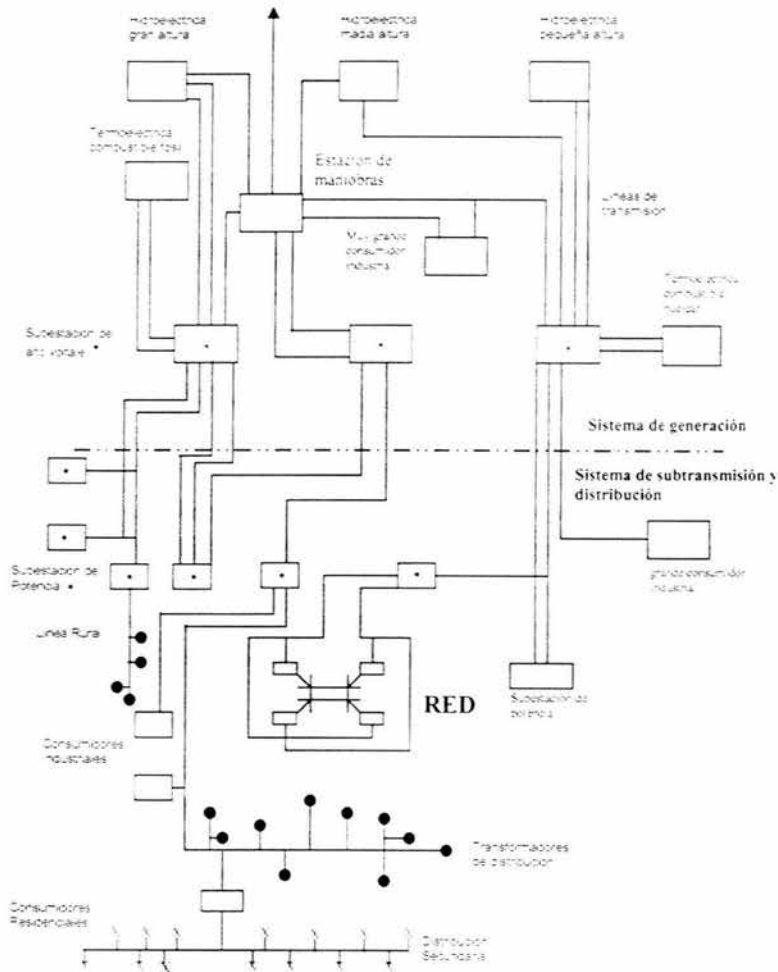 Hidroeléctrica
gran altura
Hidroeléctrica
media altura
Hidroeléctrica
pequeña altura
Termoeléctrica
combustible fósil
Estación de
maniobras
Líneas de
transmisión
Muy grande
consumidor
industrial
Termoeléctrica
combustible
nuclear
Subestación de
alto voltaje *
Sistema de generación
Sistema de subtransmisión y
distribución
Subestación de
Potencia *
grande consumidor
industrial
Línea Rural
RED
Subestación de
potencia
Consumidores
Industriales
Transformadores
de distribución
Consumidores
Residenciales
Distribución
Secundaria